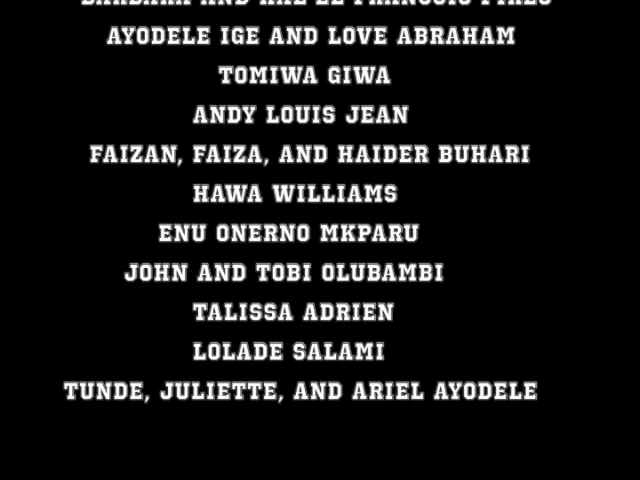 AYODELE IGE AND LOVE ABRAHAM
TOMIWA GIWA
ANDY LOUIS JEAN
FAIZAN, FAIZA, AND HAIDER BUHARI
HAWA WILLIAMS
ENU ONERNO MKPARU
JOHN AND TOBI OLUBAMBI
TALISSA ADRIEN
LOLADE SALAMI
TUNDE, JULIETTE, AND ARIEL AYODELE